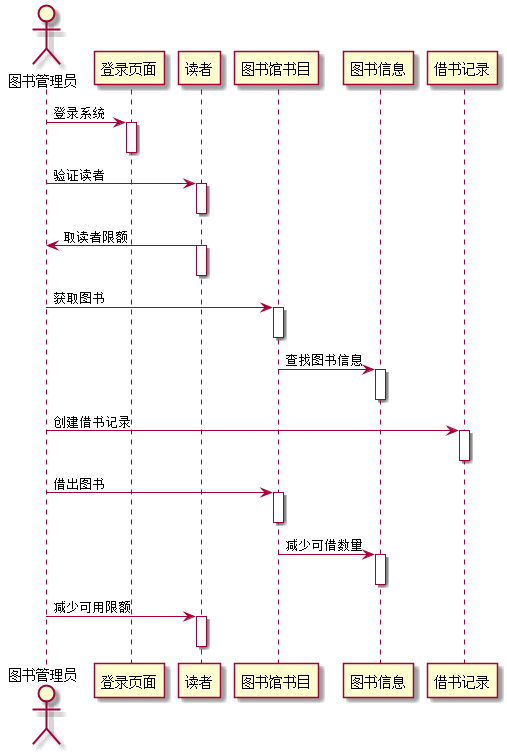 图书管理员
登录页面
读者
图书馆书目
图书信息
借书记录
登录系统
验证读者
取读者限额
获取图书
查找图书信息
创建借书记录
借出图书
减少可借数量
减少可用限额
图书管理员
登录页面
读者
图书馆书目
图书信息
借书记录